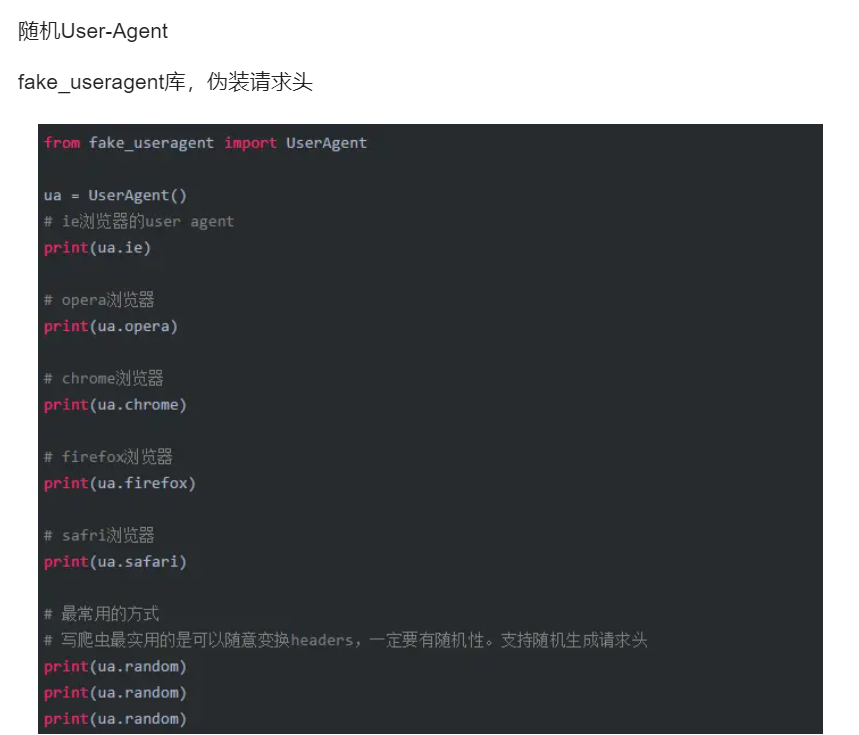 随机User-Agent
fake_useragent库，伪装请求头
from fake_useragent import UserAgent
ua = UserAgent()
# ie浏览器的user agent
print(ua.ie)
# opera浏览器
print(ua.opera)
# chrome浏览器
print(ua.chrome)
# firefox浏览器
print(ua.firefox)
# safri浏览器
print(ua.safari)
# 最常用的方式
# 写爬虫最实用的是可以随意变换headers，一定要有随机性。支持随机生成请求头
print(ua.random)
print(ua.random)
print(ua.random)